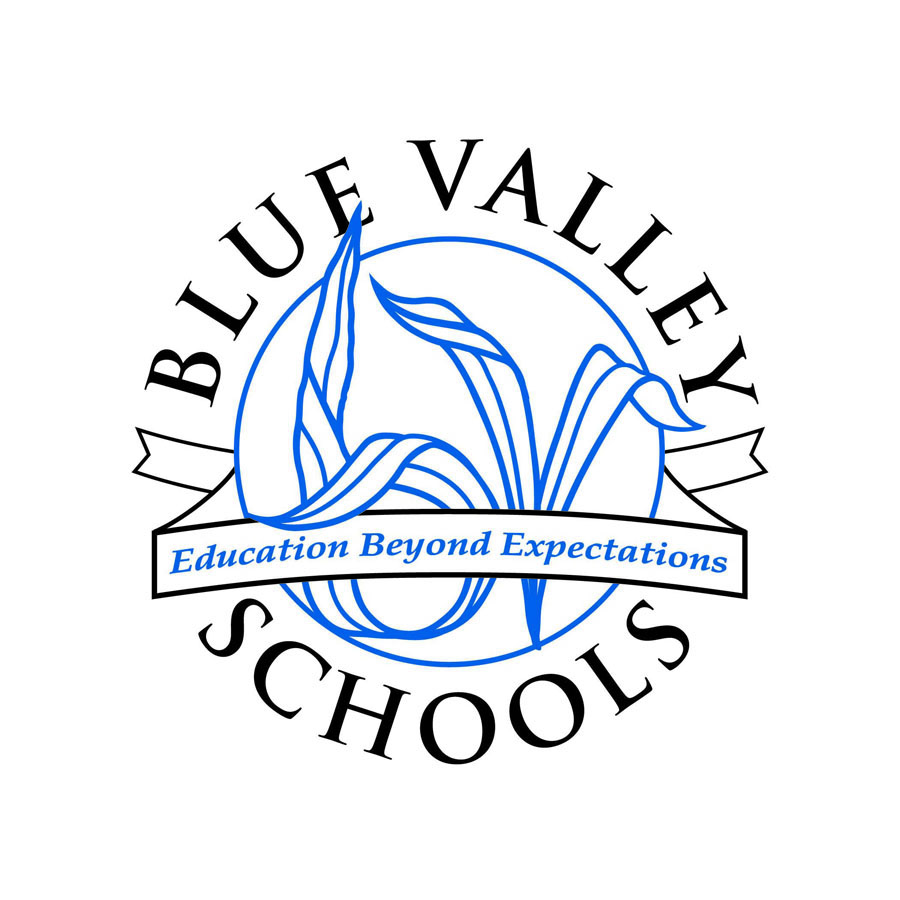 BLUE VALLEY
Education Beyond Expectations
SCHOOLS